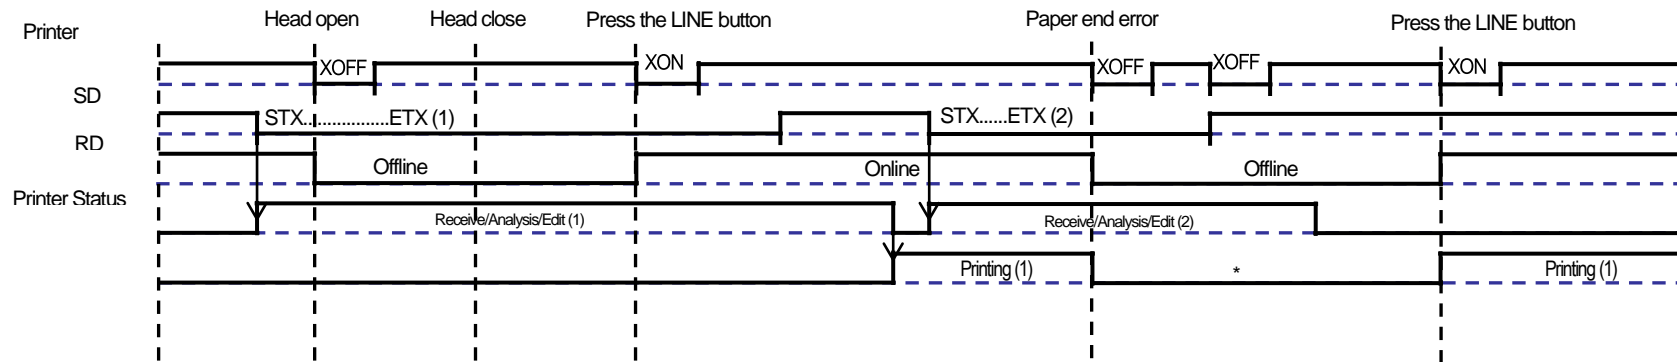 Head open Head close Press the LINE button Paper end error Press the LINE button
Printer
XOFF XON XOFF XOFF XON
SD
STX.................ETX (1) STX......ETX (2)
RD
Offline Online Offline
Printer Status
Receive/Analysis/Edit (1) Receive/Analysis/Edit (2)
Printing (1) * Printing (1)